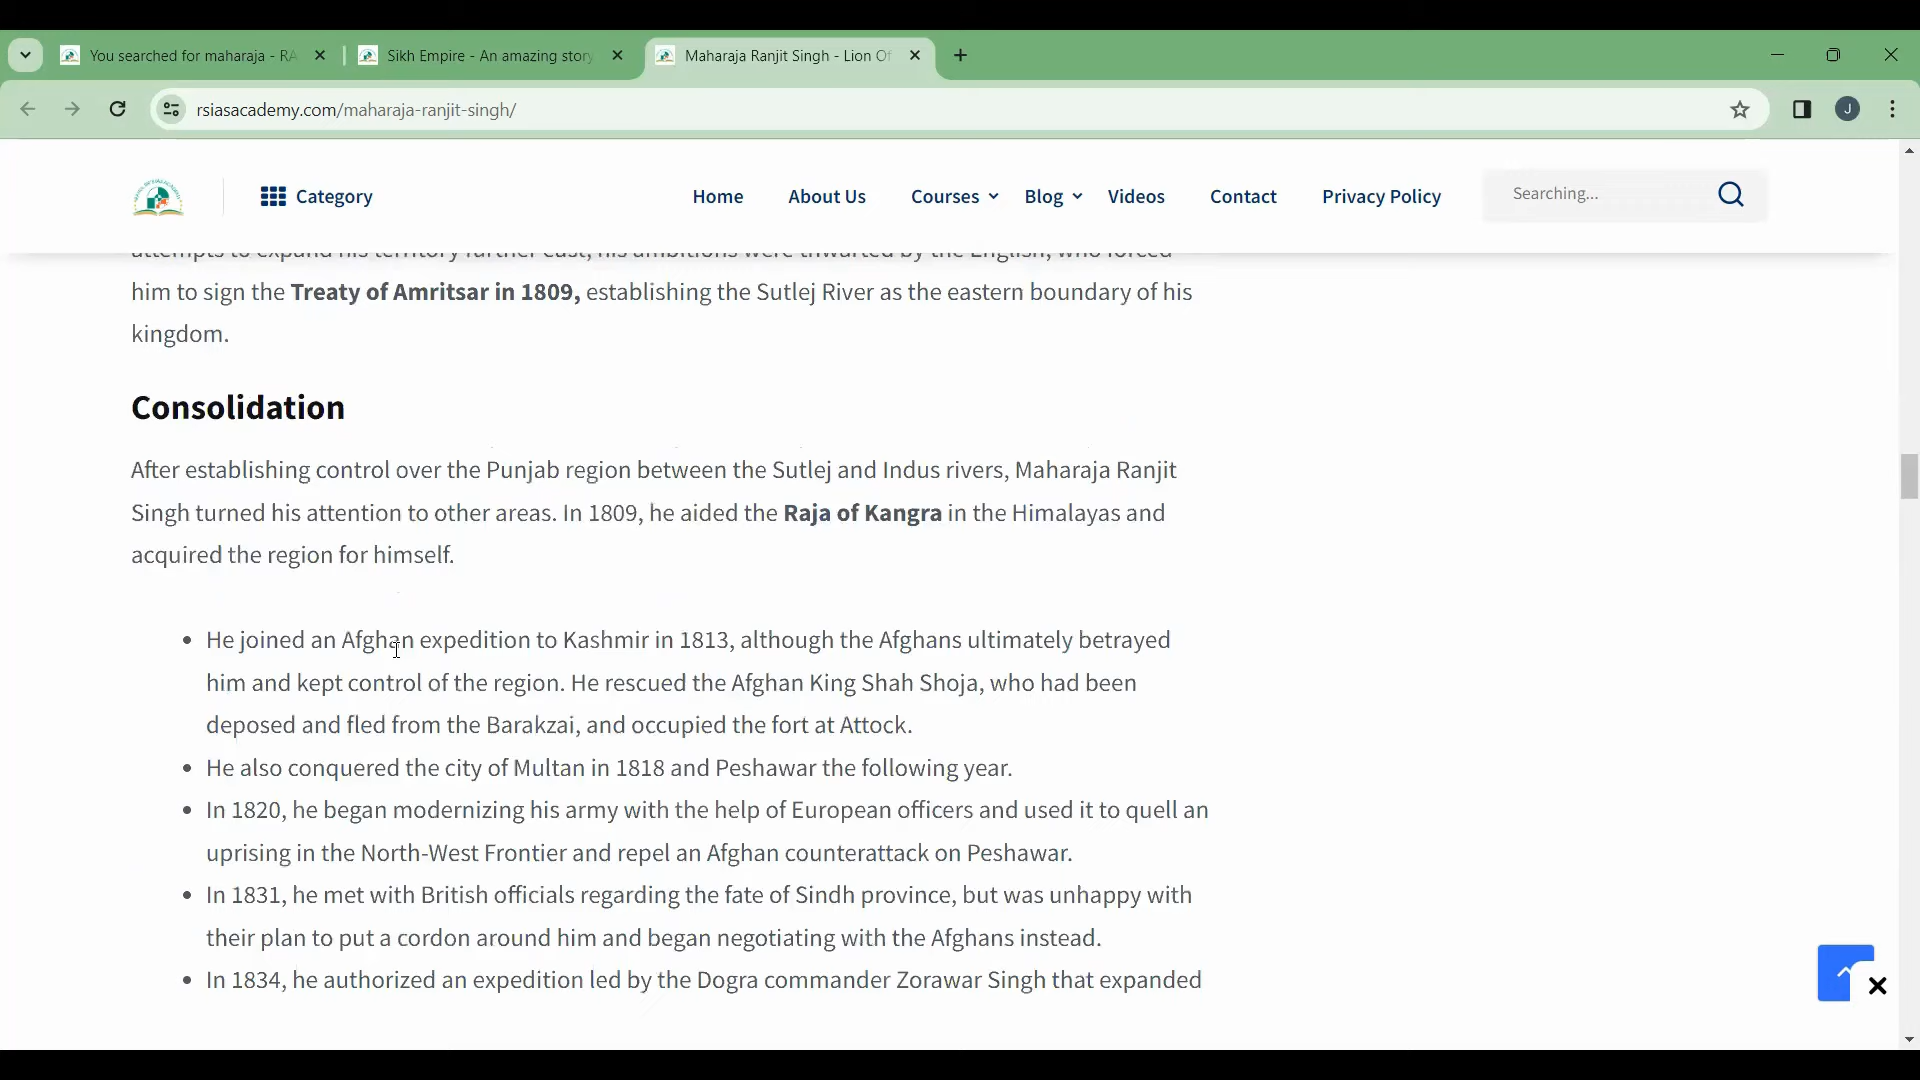 You searched for maharaja - RA
Sikh Empire - An amazing story
Maharaja Ranjit Singh - Lion Of
rsiasacademy.com/maharaja-ranjit-singh/
J
Category
Home
About Us
Courses
Blog
Videos
Contact
Privacy Policy
Searching...
attempts to expand his territory further east, his ambitions were thwarted by the English, who forced
him to sign the Treaty of Amritsar in 1809, establishing the Sutlej River as the eastern boundary of his
kingdom.
Consolidation
After establishing control over the Punjab region between the Sutlej and Indus rivers, Maharaja Ranjit
Singh turned his attention to other areas. In 1809, he aided the Raja of Kangra in the Himalayas and
acquired the region for himself.
He joined an Afghan expedition to Kashmir in 1813, although the Afghans ultimately betrayed
him and kept control of the region. He rescued the Afghan King Shah Shoja, who had been
deposed and fled from the Barakzai, and occupied the fort at Attock.
He also conquered the city of Multan in 1818 and Peshawar the following year.
In 1820, he began modernizing his army with the help of European officers and used it to quell an
uprising in the North-West Frontier and repel an Afghan counterattack on Peshawar.
In 1831, he met with British officials regarding the fate of Sindh province, but was unhappy with
their plan to put a cordon around him and began negotiating with the Afghans instead.
In 1834, he authorized an expedition led by the Dogra commander Zorawar Singh that expanded